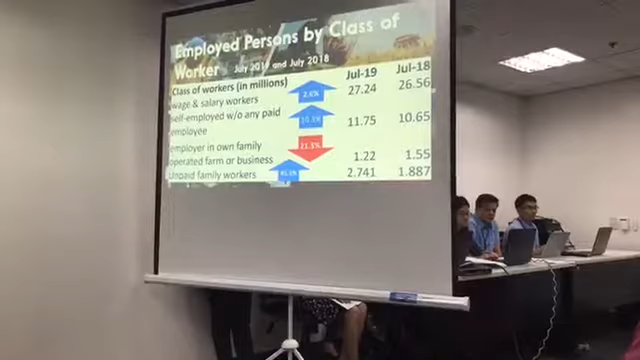 Employed Persons by Class of
Worker July 2019 and July 2018
Class of workers (in millions) Jul-19 Jul-18
wage & salary workers 2.6% 27.24 26.56
self-employed w/o any paid
employee 10.3% 11.75 10.65
employer in own family
operated farm or business 21.3% 1.22 1.55
Unpaid family workers 2.741 1.887